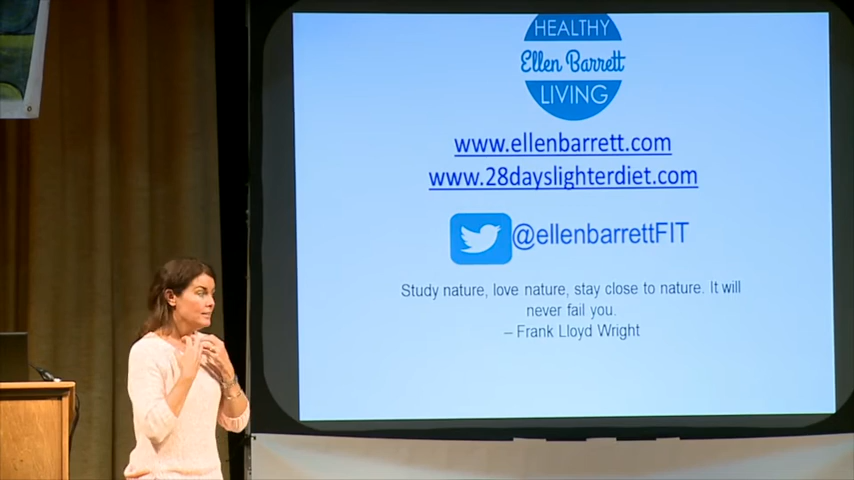 HEALTHY
Ellen Barrett
LIVING
www.ellenbarrett.com
www.28dayslighterdiet.com
@ellenbarrettFIT
Study nature, love nature, stay close to nature. It will
never fail you.
– Frank Lloyd Wright